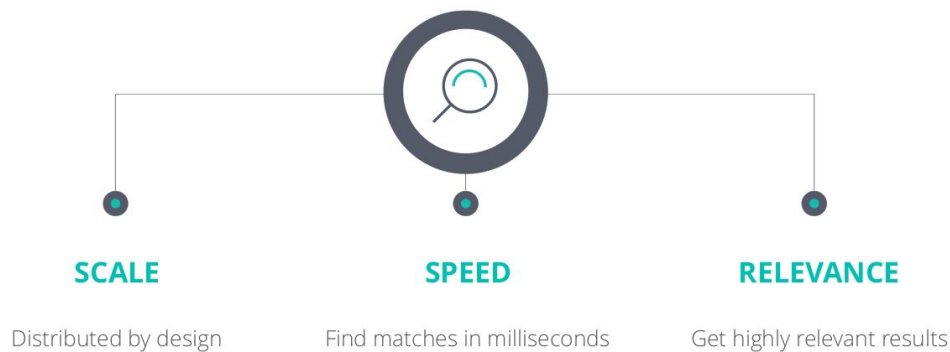 SCALE
SPEED
RELEVANCE
Distributed by design
Find matches in milliseconds
Get highly relevant results